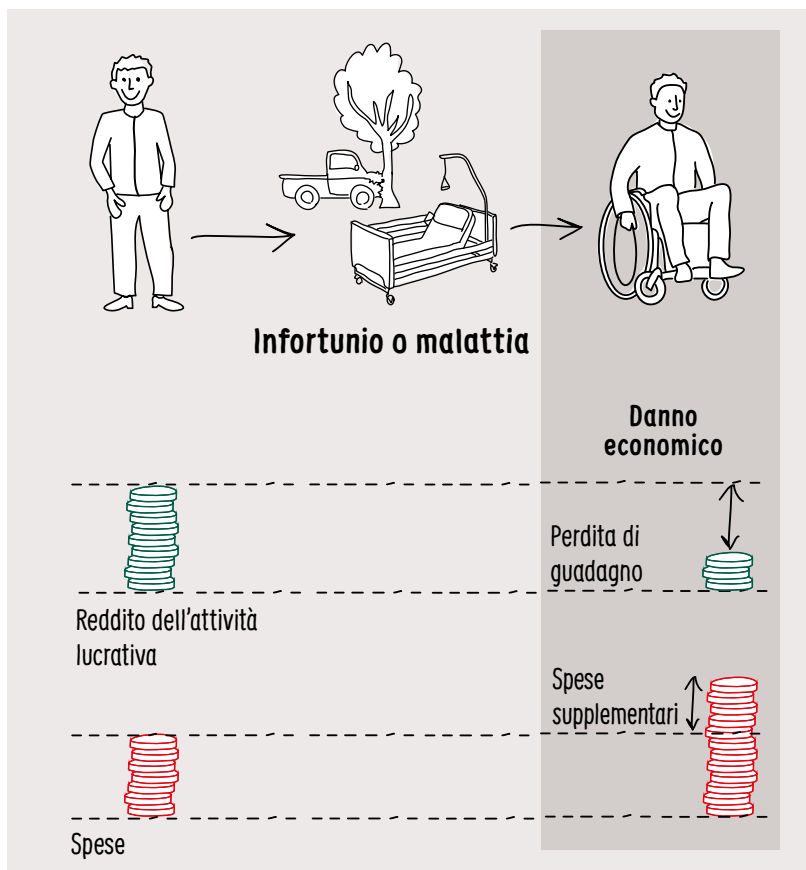 Infortunio o malattia
Danno
economico
Perdita di
guadagno
Reddito dell'attività
lucrativa
Spese
supplementari
Spese